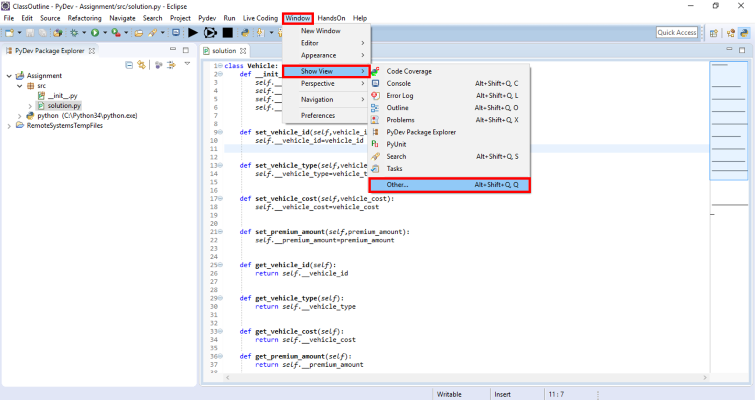 ClassOutline - PyDev - Assignment/src/solution.py - Eclipse
File Edit Source Refactoring Navigate Search Project Pydev Run Live Coding Window HandsOn Help
Quick Access
PyDev Package Explorer
Assignment
src
__init__.py
solution.py
python (C:\Python34\python.exe)
RemoteSystemsTempFiles
solution
1 class Vehicle:
2 def __init_
3 self.
4 self.
5 self.
6 self.
7
8
9 def set_vehicle_id(self,vehicle_i
10 self.__vehicle_id=vehicle_id
11
12
13 def set_vehicle_type(self,vehicle
14 self.__vehicle_type=vehicle_t
15
16
17 def set_vehicle_cost(self,vehicle_cost):
18 self.__vehicle_cost=vehicle_cost
19
20
21 def set_premium_amount(self,premium_amount):
22 self.__premium_amount=premium_amount
23
24
25 def get_vehicle_id(self):
26 return self.__vehicle_id
27
28
29 def get_vehicle_type(self):
30 return self.__vehicle_type
31
32
33 def get_vehicle_cost(self):
34 return self.__vehicle_cost
35
36 def get_premium_amount(self):
37 return self.__premium_amount
38
New Window
Editor
Appearance
Show View
Perspective
Navigation
Preferences
Code Coverage
Console Alt+Shift+Q, C
Error Log Alt+Shift+Q, L
Outline Alt+Shift+Q, O
Problems Alt+Shift+Q, X
PyDev Package Explorer
PyUnit
Search Alt+Shift+Q, S
Tasks
Other... Alt+Shift+Q, Q
Writable Insert 11 : 7